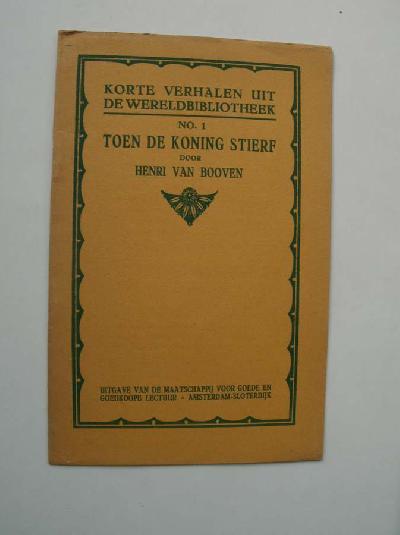 KORTE VERHALEN UIT
DE WERELDBIBLIOTHEEK
NO. 1
TOEN DE KONING STIERF
DOOR
HENRI VAN BOOVEN
UITGAVE VAN DE MAATSCHAPPIJ VOOR GOEDE EN
GOEDKOOPE LECTUUR - AMSTERDAM-SLOTERDIJK